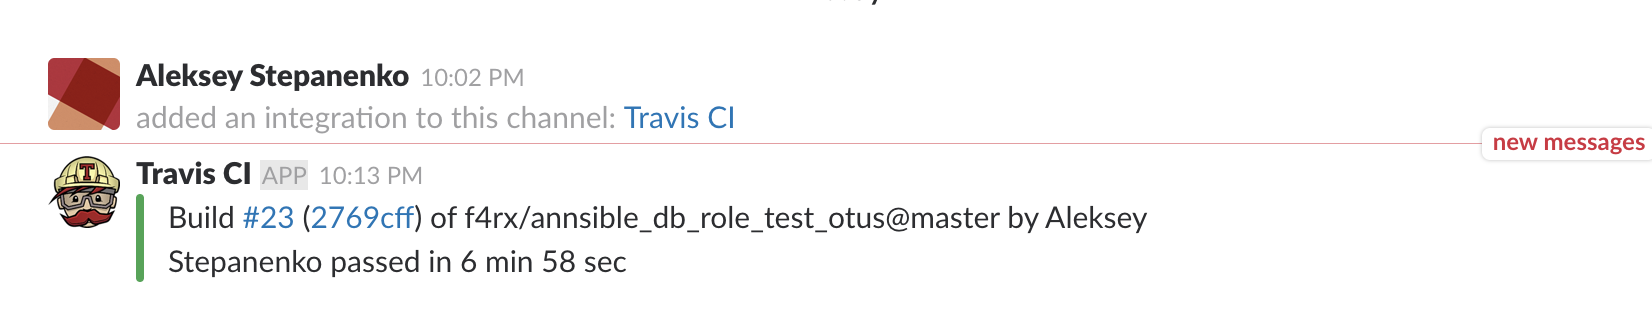 Aleksey Stepanenko 10:02 PM
added an integration to this channel: Travis CI
new messages
Travis CI APP 10:13 PM
Build #23 (2769cff) of f4rx/annsible_db_role_test_otus@master by Aleksey
Stepanenko passed in 6 min 58 sec